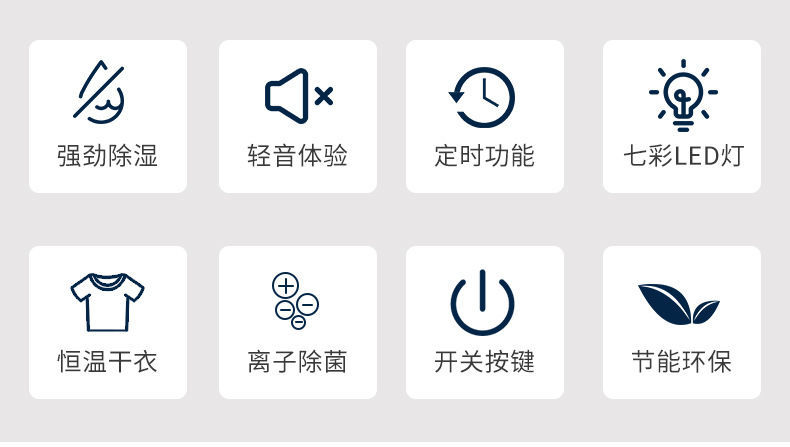 强劲除湿
轻音体验
定时功能
七彩LED灯
恒温干衣
离子除菌
开关按键
节能环保